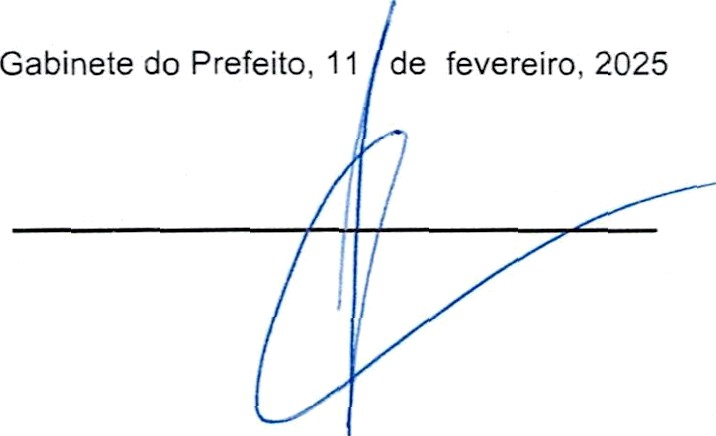 Gabinete do Prefeito, 11 de fevereiro, 2025